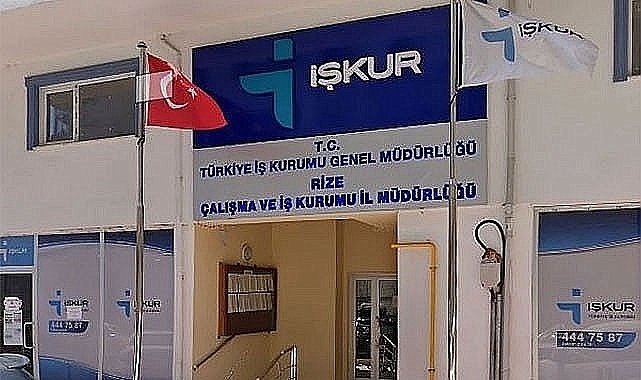 İŞKUR
T.C.
TÜRKİYE İŞ KURUMU GENEL MÜDÜRLÜĞÜ
RİZE
ÇALIŞMA VE İŞ KURUMU İL MÜDÜRLÜĞÜ
İŞKUR
İŞKUR
İŞKUR
İŞKUR
444 75 87
444 75 87